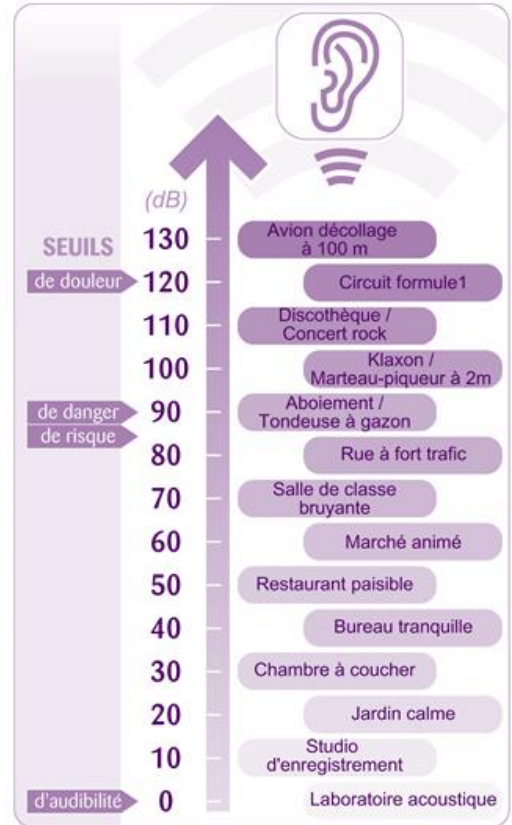 (dB)
SEUILS
130
Avion décollage
à 100 m
de douleur
120
Circuit formule1
110
Discothèque /
Concert rock
100
Klaxon /
Marteau-piqueur à 2m
de danger
90
Aboiement /
Tondeuse à gazon
de risque
80
Rue à fort trafic
70
Salle de classe
bruyante
60
Marché animé
50
Restaurant paisible
40
Bureau tranquille
30
Chambre à coucher
20
Jardin calme
10
Studio
d'enregistrement
d'audibilité
0
Laboratoire acoustique